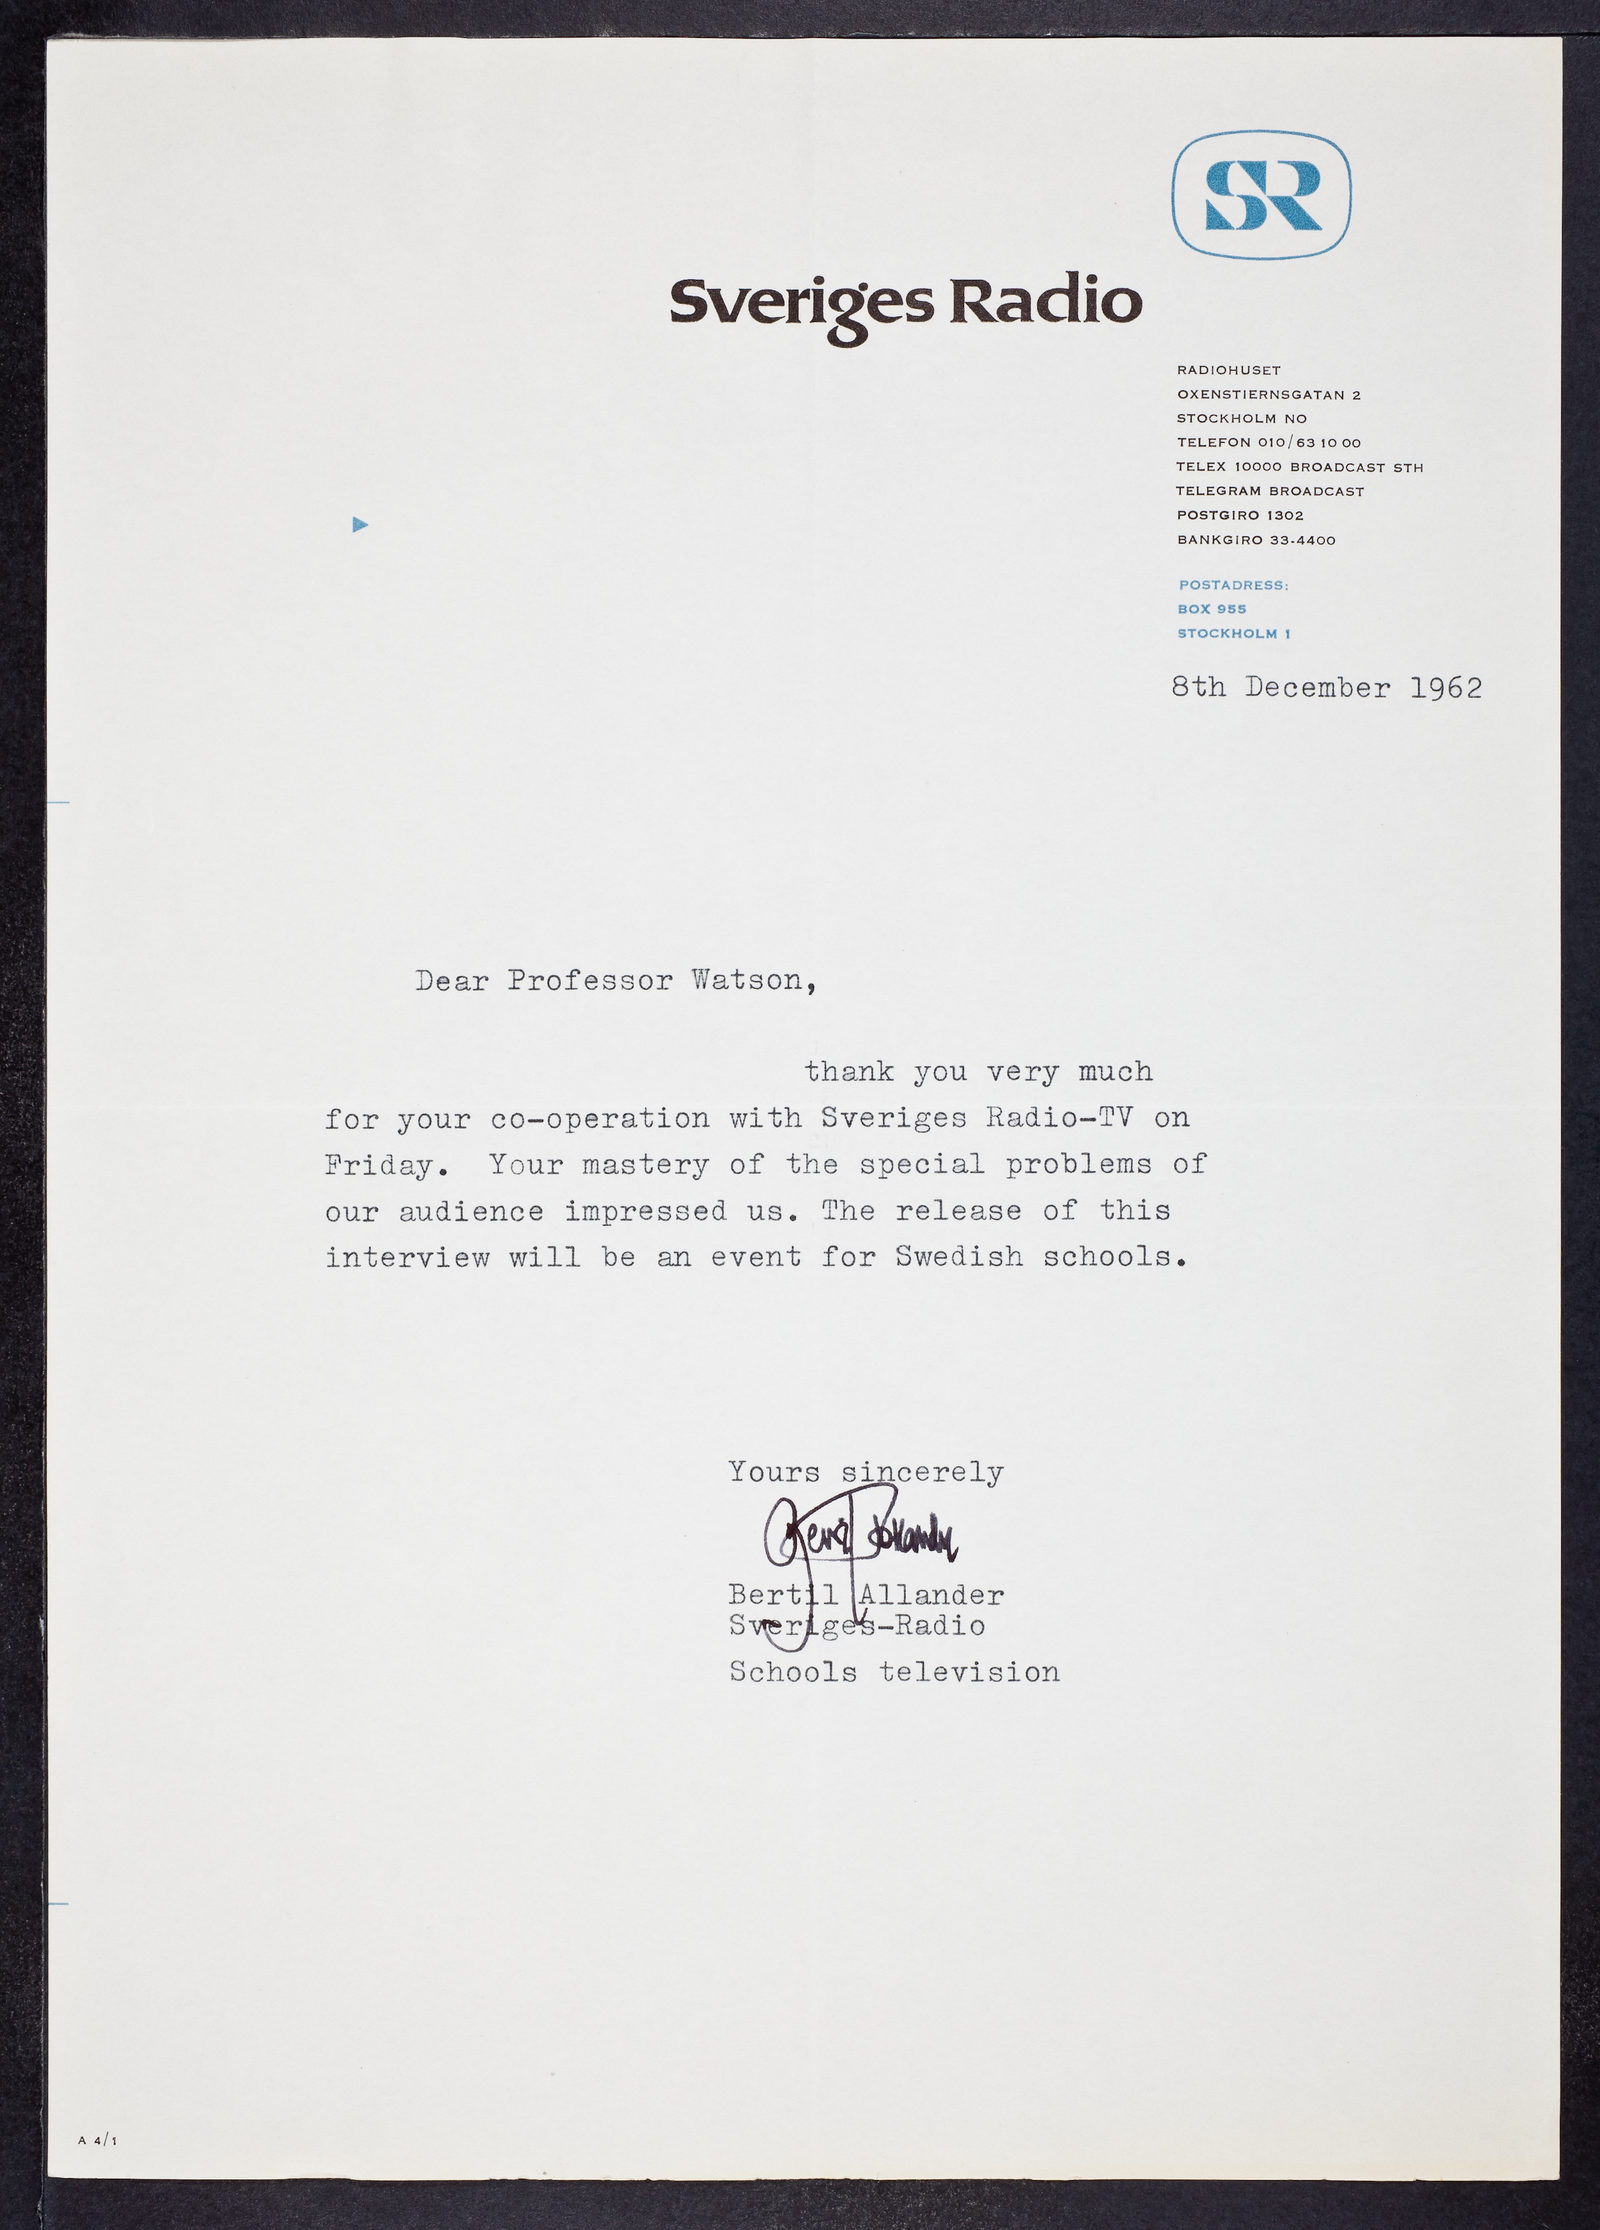 SR
Sveriges Radio
RADIOHUSET
OXENSTIERNSGATAN 2
STOCKHOLM NO
TELEFON 010/63 10 00
TELEX 10000 BROADCAST STH
TELEGRAM BROADCAST
POSTGIRO 1302
BANKGIRO 33-4400
POSTADRESS:
BOX 955
STOCKHOLM 1
8th December 1962
Dear Professor Watson,
thank you very much
for your co-operation with Sveriges Radio-TV on
Friday. Your mastery of the special problems of
our audience impressed us. The release of this
interview will be an event for Swedish schools.
Yours sincerely
Bertil Allander
Bertil Allander
Sveriges-Radio
Schools television
A 4/1